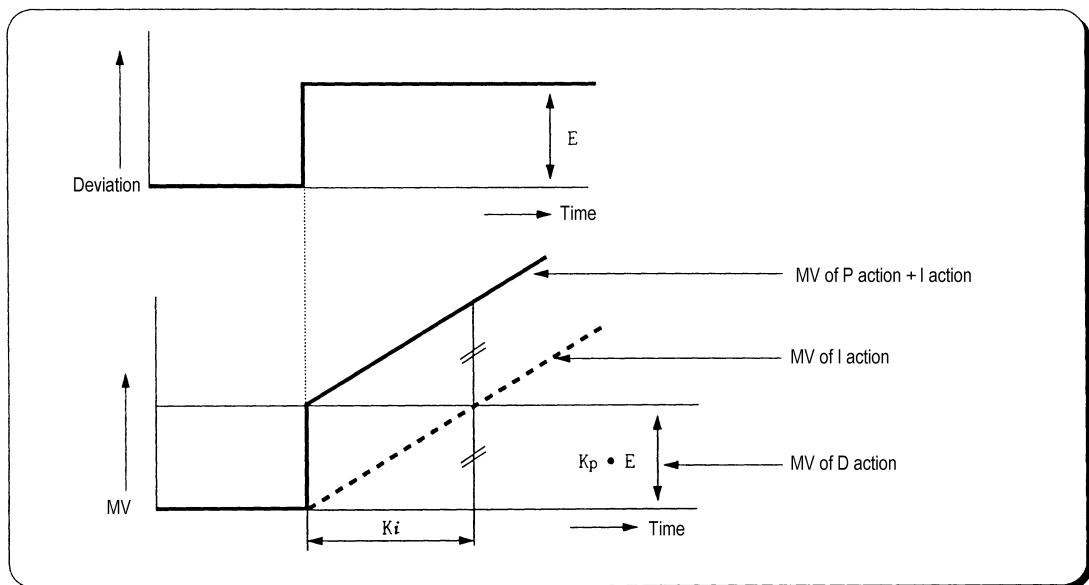 E
Deviation
Time
MV of P action + I action
MV of I action
Kp • E
MV of D action
MV
Time
Ki